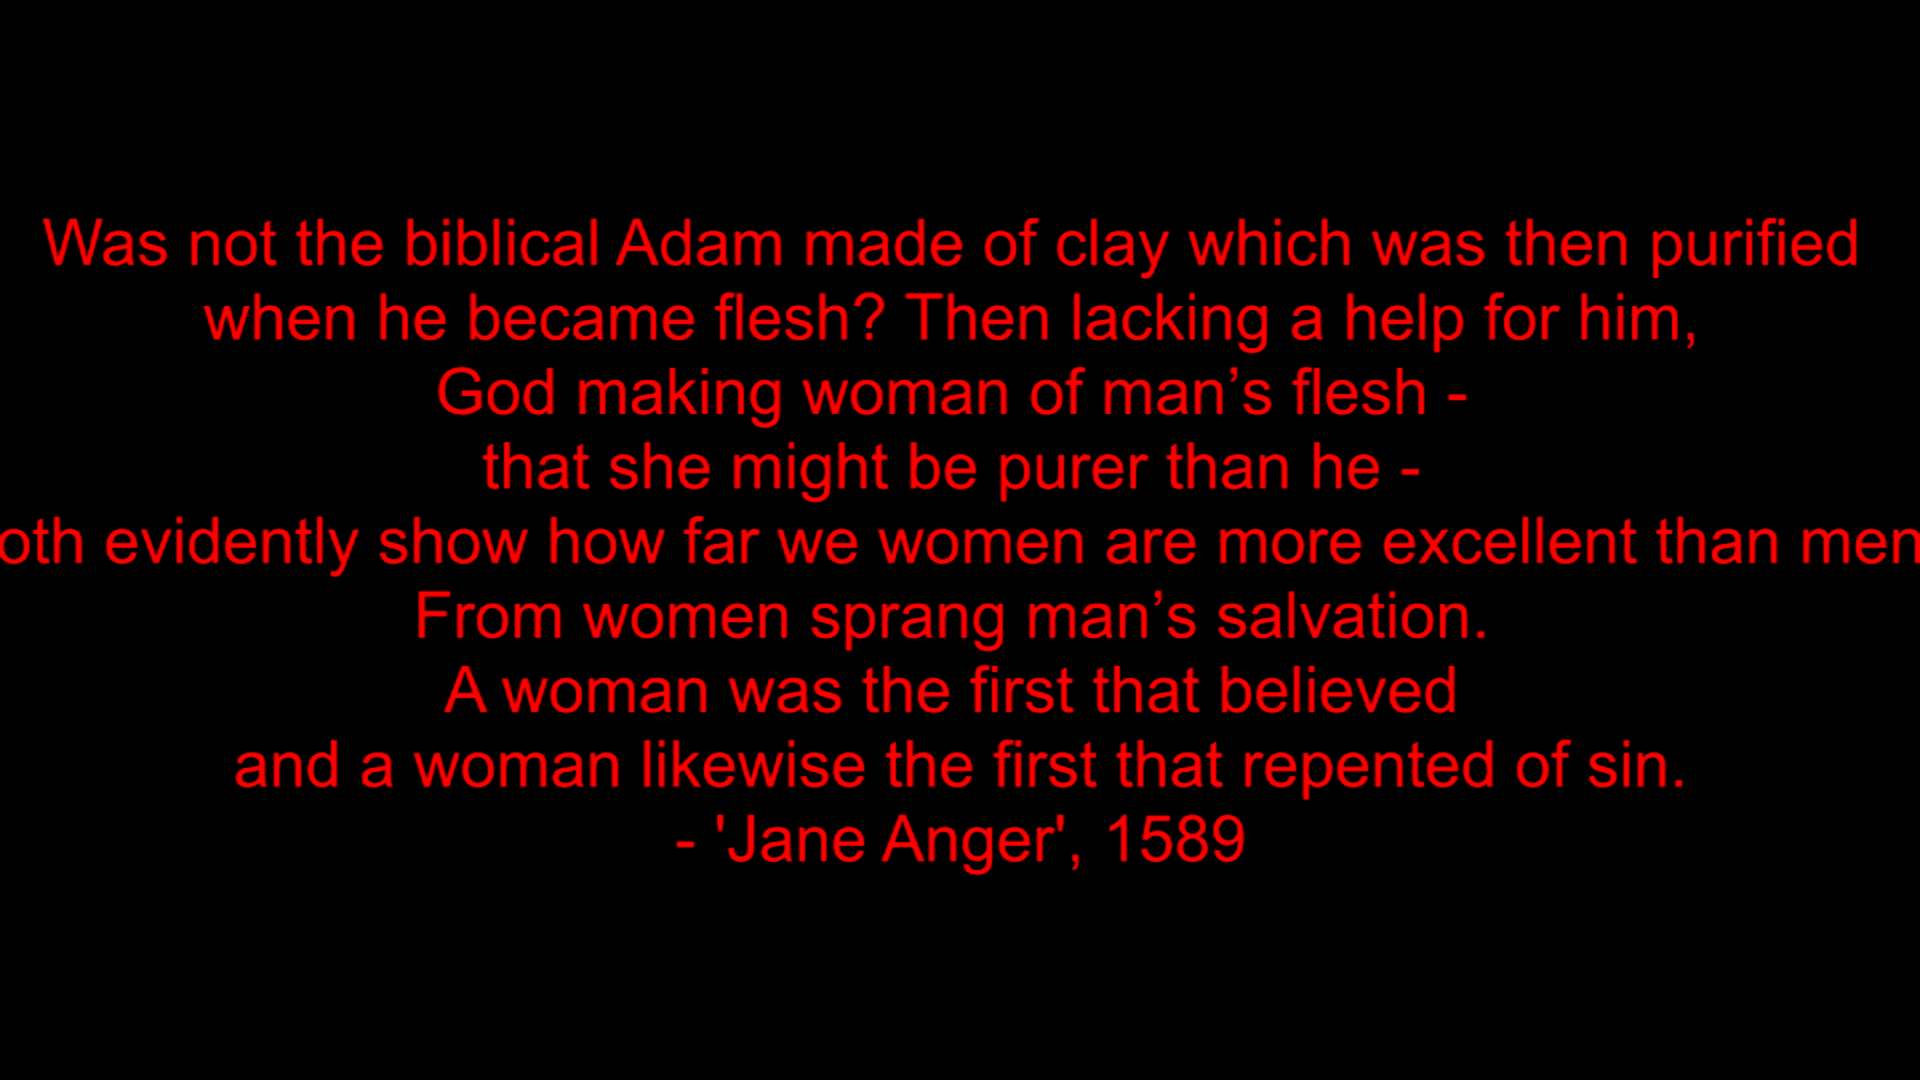 Was not the biblical Adam made of clay which was then purified
when he became flesh? Then lacking a help for him,
God making woman of man’s flesh -
that she might be purer than he -
oth evidently show how far we women are more excellent than men
From women sprang man’s salvation.
A woman was the first that believed
and a woman likewise the first that repented of sin.
- 'Jane Anger', 1589